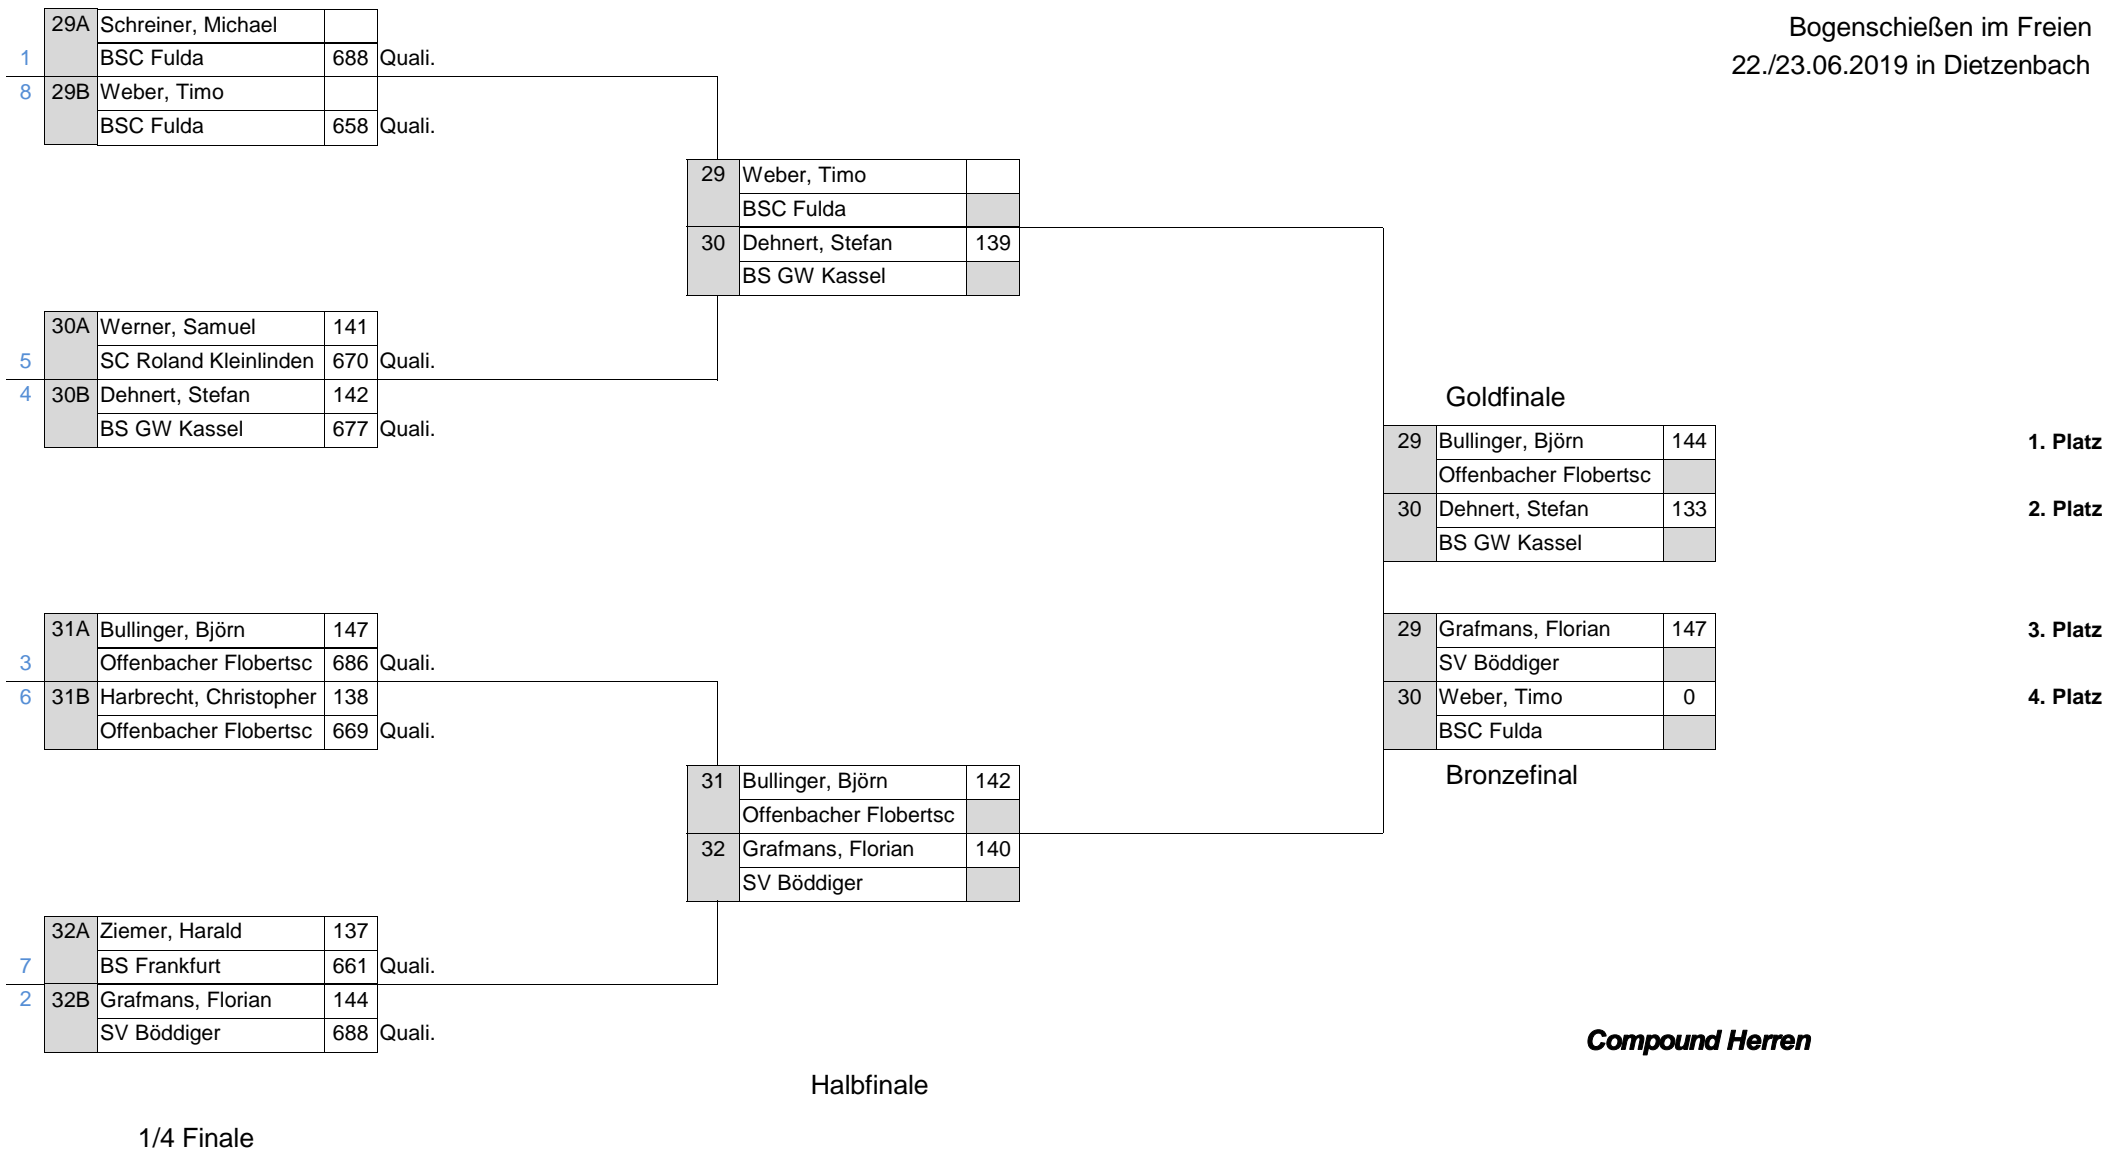 Bogenschießen im Freien
22./23.06.2019 in Dietzenbach
29A Schreiner, Michael
1 BSC Fulda 688 Quali.
8 29B Weber, Timo
BSC Fulda 658 Quali.
29 Weber, Timo
BSC Fulda
30 Dehnert, Stefan 139
BS GW Kassel
30A Werner, Samuel 141
5 SC Roland Kleinlinden 670 Quali.
4 30B Dehnert, Stefan 142
BS GW Kassel 677 Quali.
Goldfinale
29 Bullinger, Björn 144 1. Platz
Offenbacher Flobertsc
30 Dehnert, Stefan 133 2. Platz
BS GW Kassel
31A Bullinger, Björn 147
3 Offenbacher Flobertsc 686 Quali.
6 31B Harbrecht, Christopher 138
Offenbacher Flobertsc 669 Quali.
29 Grafmans, Florian 147 3. Platz
SV Böddiger
30 Weber, Timo 0 4. Platz
BSC Fulda
Bronzefinal
31 Bullinger, Björn 142
Offenbacher Flobertsc
32 Grafmans, Florian 140
SV Böddiger
32A Ziemer, Harald 137
7 BS Frankfurt 661 Quali.
2 32B Grafmans, Florian 144
SV Böddiger 688 Quali.
Compound Herren
Halbfinale
1/4 Finale